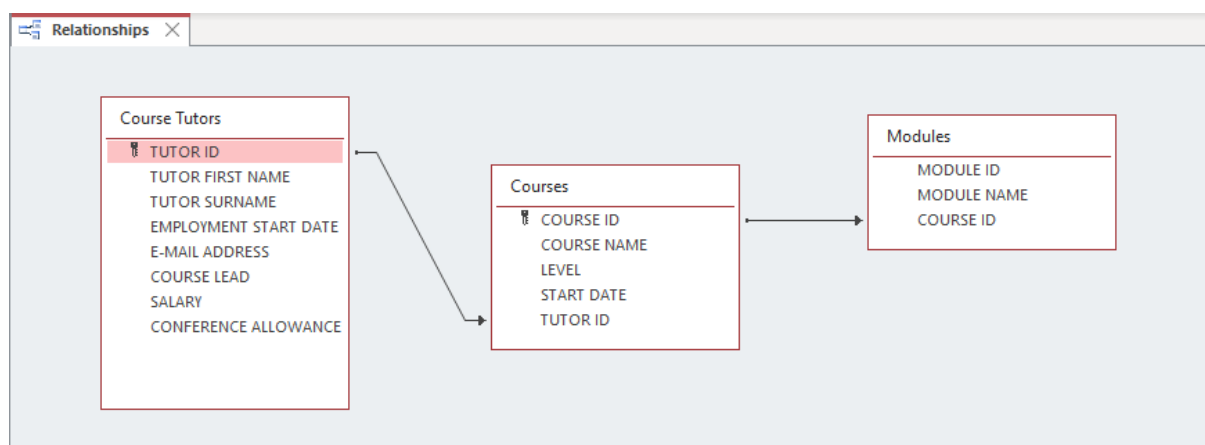 Relationships
Course Tutors
TUTOR ID
TUTOR FIRST NAME
TUTOR SURNAME
EMPLOYMENT START DATE
E-MAIL ADDRESS
COURSE LEAD
SALARY
CONFERENCE ALLOWANCE
Courses
COURSE ID
COURSE NAME
LEVEL
START DATE
TUTOR ID
Modules
MODULE ID
MODULE NAME
COURSE ID